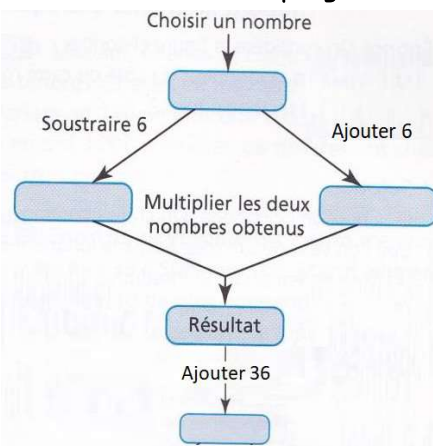 Choisir un nombre
Soustraire 6
Ajouter 6
Multiplier les deux
nombres obtenus
Résultat
Ajouter 36